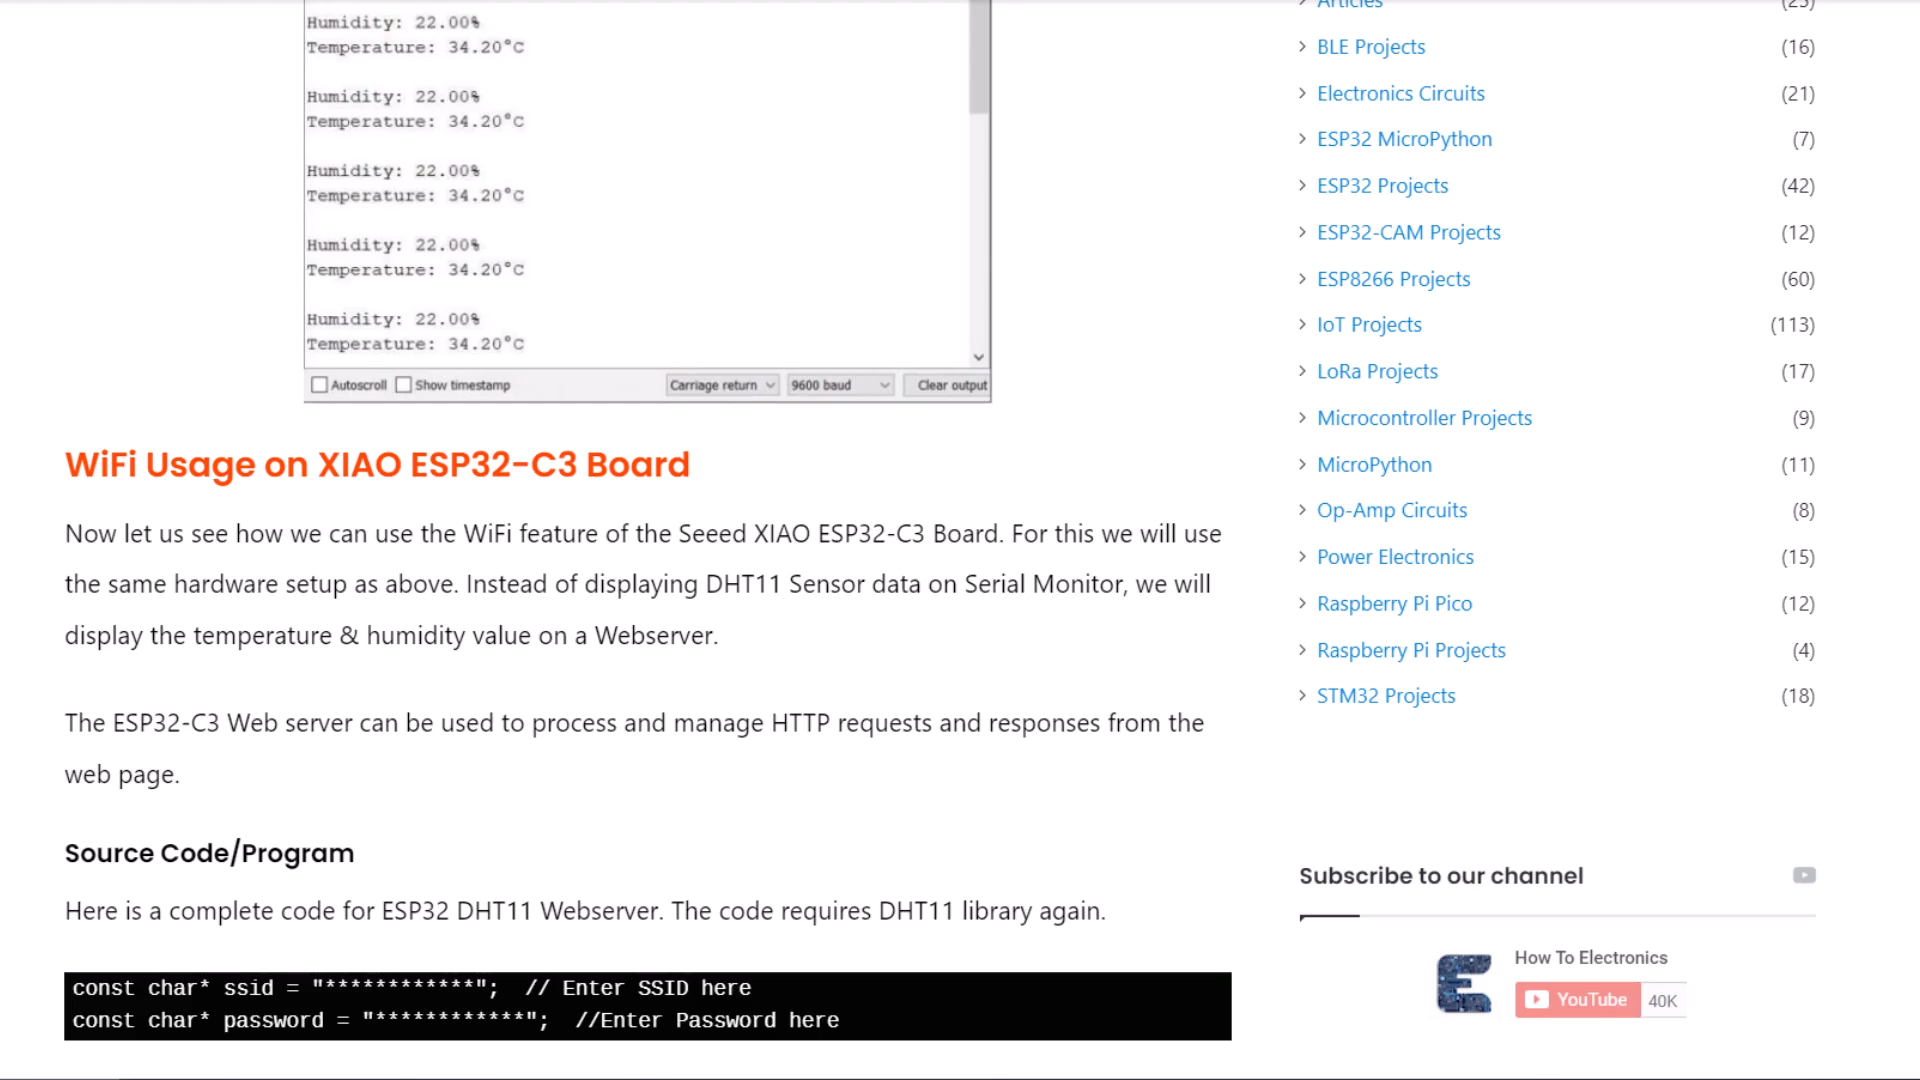 Humidity: 22.00%
Temperature: 34.20°C
Humidity: 22.00%
Temperature: 34.20°C
Humidity: 22.00%
Temperature: 34.20°C
Humidity: 22.00%
Temperature: 34.20°C
Humidity: 22.00%
Temperature: 34.20°C
Autoscroll Show timestamp Carriage return 9600 baud Clear output
WiFi Usage on XIAO ESP32-C3 Board
Now let us see how we can use the WiFi feature of the Seeed XIAO ESP32-C3 Board. For this we will use
the same hardware setup as above. Instead of displaying DHT11 Sensor data on Serial Monitor, we will
display the temperature & humidity value on a Webserver.
The ESP32-C3 Web server can be used to process and manage HTTP requests and responses from the
web page.
Source Code/Program
Here is a complete code for ESP32 DHT11 Webserver. The code requires DHT11 library again.
const char* ssid = "************";  // Enter SSID here
const char* password = "************";  //Enter Password here
Articles (25)
BLE Projects (16)
Electronics Circuits (21)
ESP32 MicroPython (7)
ESP32 Projects (42)
ESP32-CAM Projects (12)
ESP8266 Projects (60)
IoT Projects (113)
LoRa Projects (17)
Microcontroller Projects (9)
MicroPython (11)
Op-Amp Circuits (8)
Power Electronics (15)
Raspberry Pi Pico (12)
Raspberry Pi Projects (4)
STM32 Projects (18)
Subscribe to our channel
How To Electronics
YouTube 40K